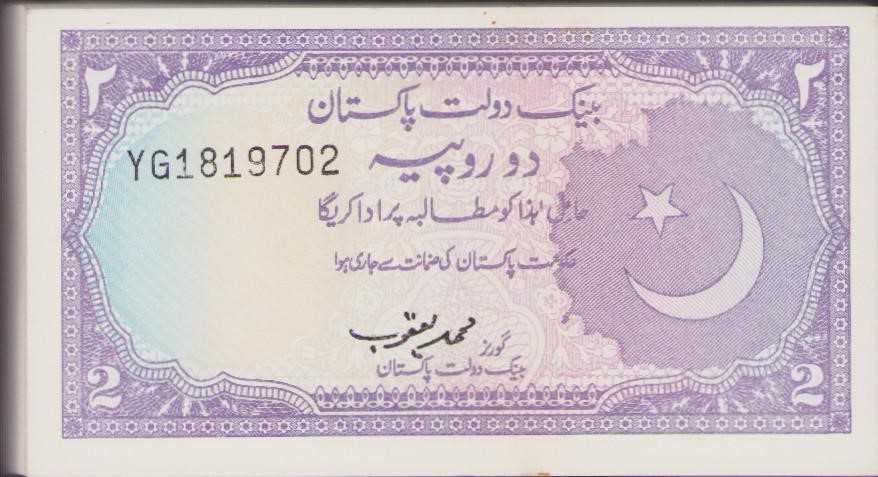 ۲ ۲
بینک دولت پاکستان
YG1819702 دو روپیہ
حامل ہٰذا کو مطالبہ پر ادا کریگا
حکومت پاکستان کی ضمانت سے جاری ہوا
محمد یعقوب
گورنر
بینک دولت پاکستان
2 2